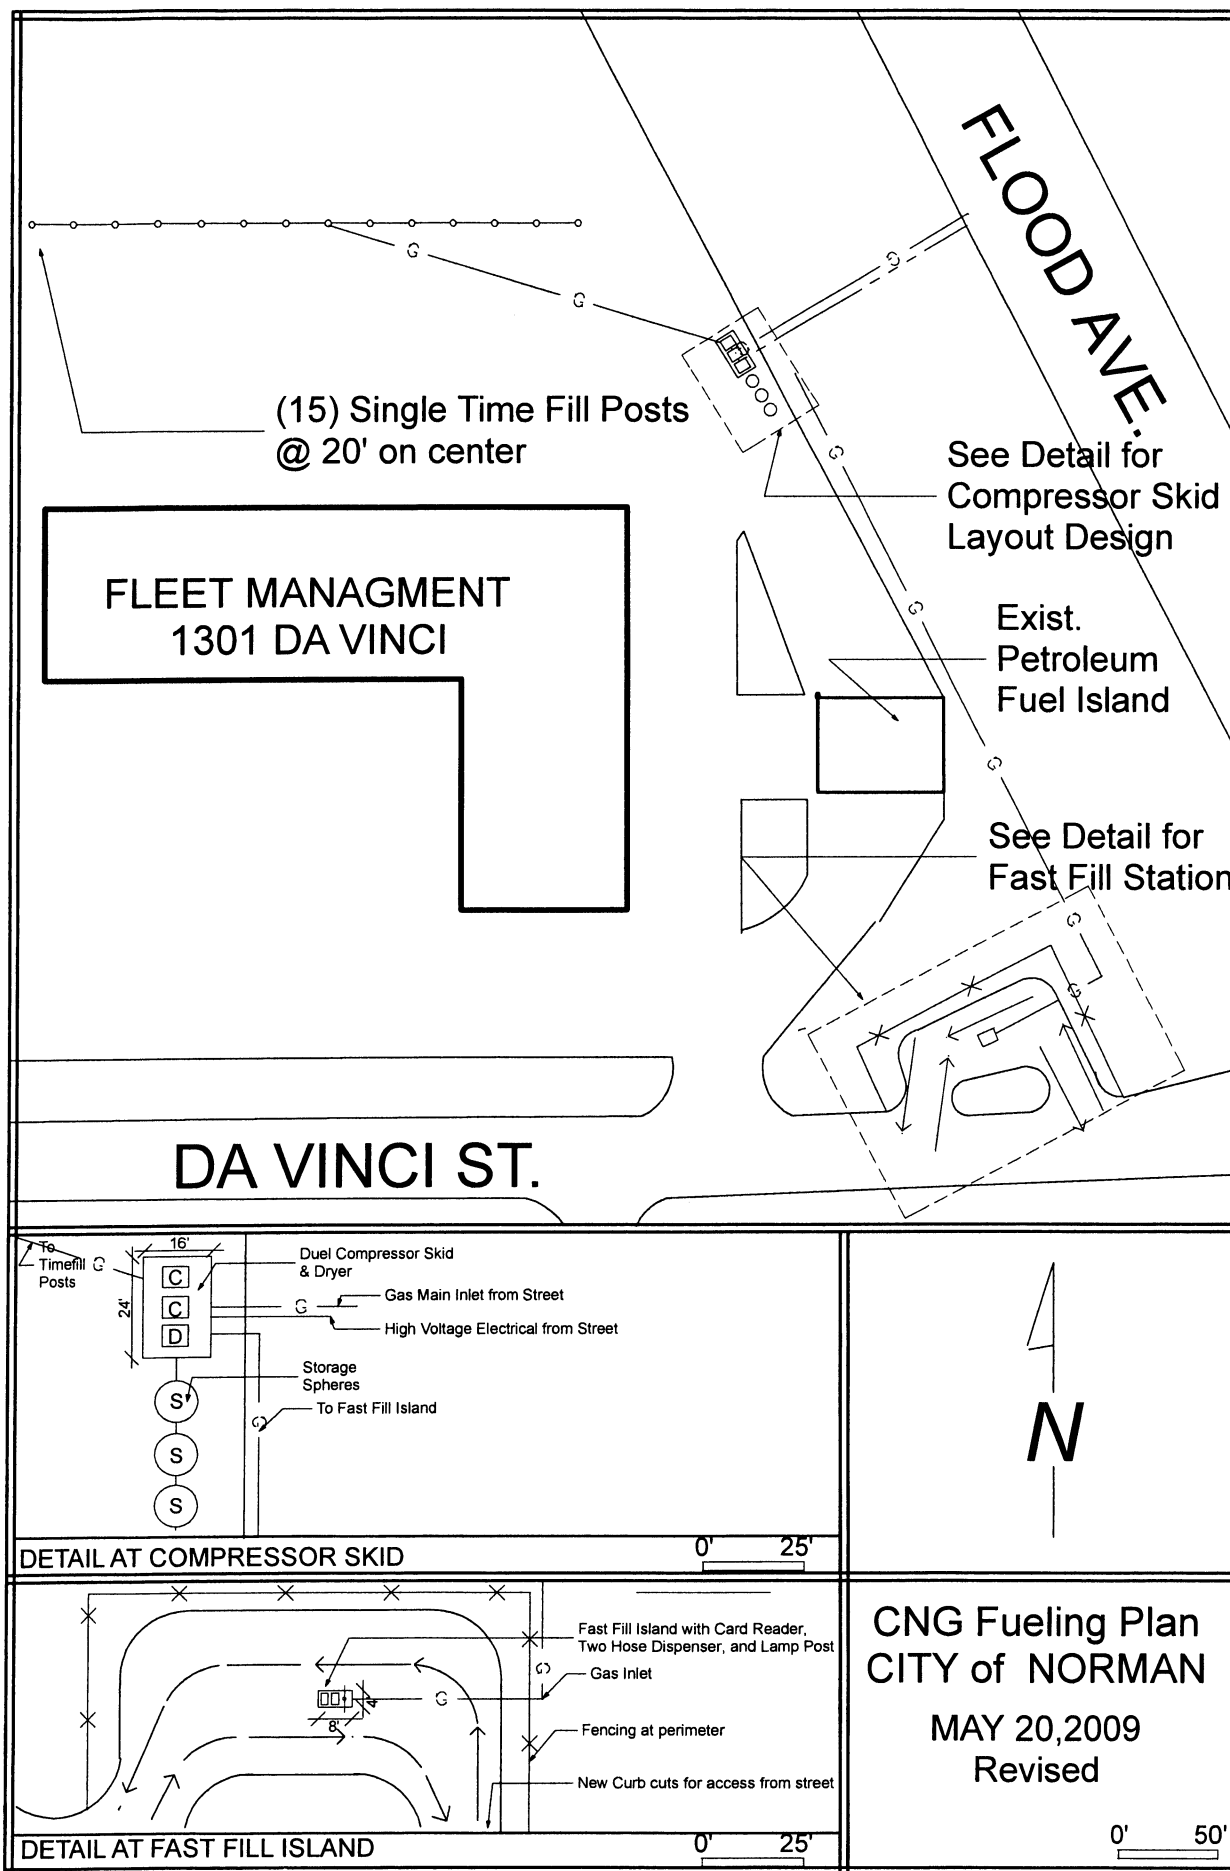 FLOOD AVE.
G
G
G
(15) Single Time Fill Posts
@ 20' on center
G
See Detail for
Compressor Skid
Layout Design
FLEET MANAGMENT
1301 DA VINCI
G
Exist.
Petroleum
Fuel Island
G
See Detail for
Fast Fill Station
G
G
DA VINCI ST.
To
Timefill
Posts
G
16'
24'
C
C
D
Duel Compressor Skid
& Dryer
G
Gas Main Inlet from Street
High Voltage Electrical from Street
Storage
Spheres
To Fast Fill Island
G
S
S
S
DETAIL AT COMPRESSOR SKID
0' 25'
N
Fast Fill Island with Card Reader,
Two Hose Dispenser, and Lamp Post
G
Gas Inlet
G
4'
8'
Fencing at perimeter
New Curb cuts for access from street
DETAIL AT FAST FILL ISLAND
0' 25'
CNG Fueling Plan
CITY of NORMAN
MAY 20,2009
Revised
0' 50'